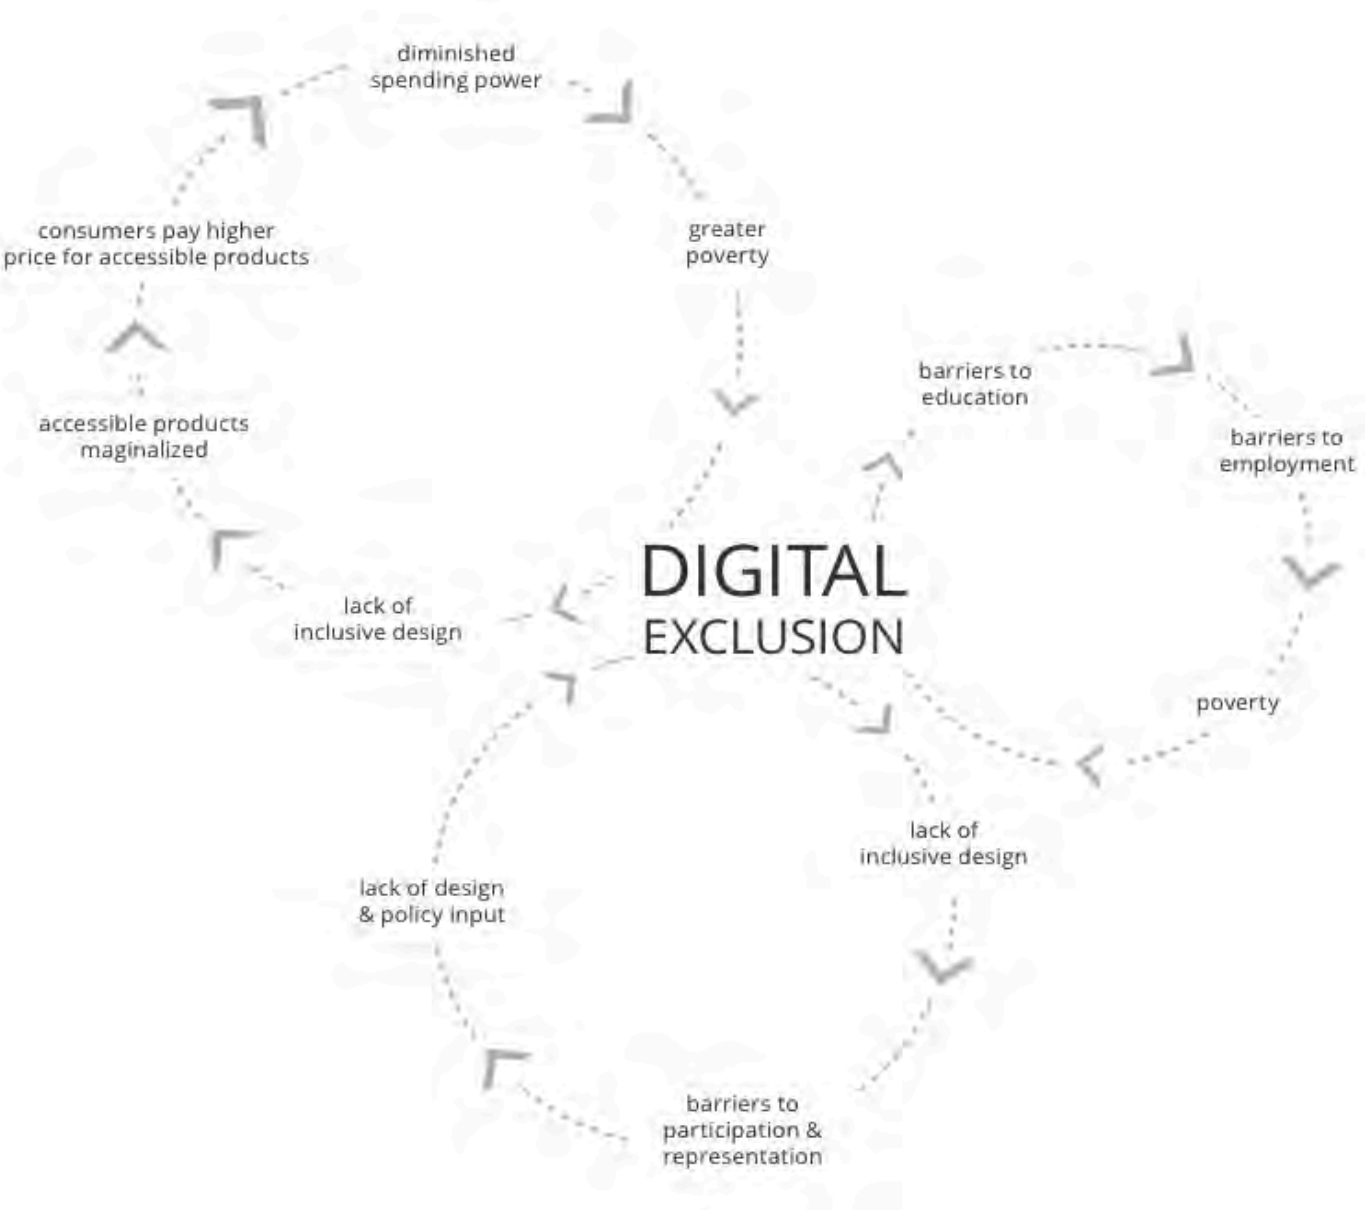 diminished
spending power
consumers pay higher
price for accessible products
greater
poverty
barriers to
education
accessible products
maginalized
barriers to
employment
DIGITAL
EXCLUSION
lack of
inclusive design
poverty
lack of
inclusive design
lack of design
& policy input
barriers to
participation &
representation